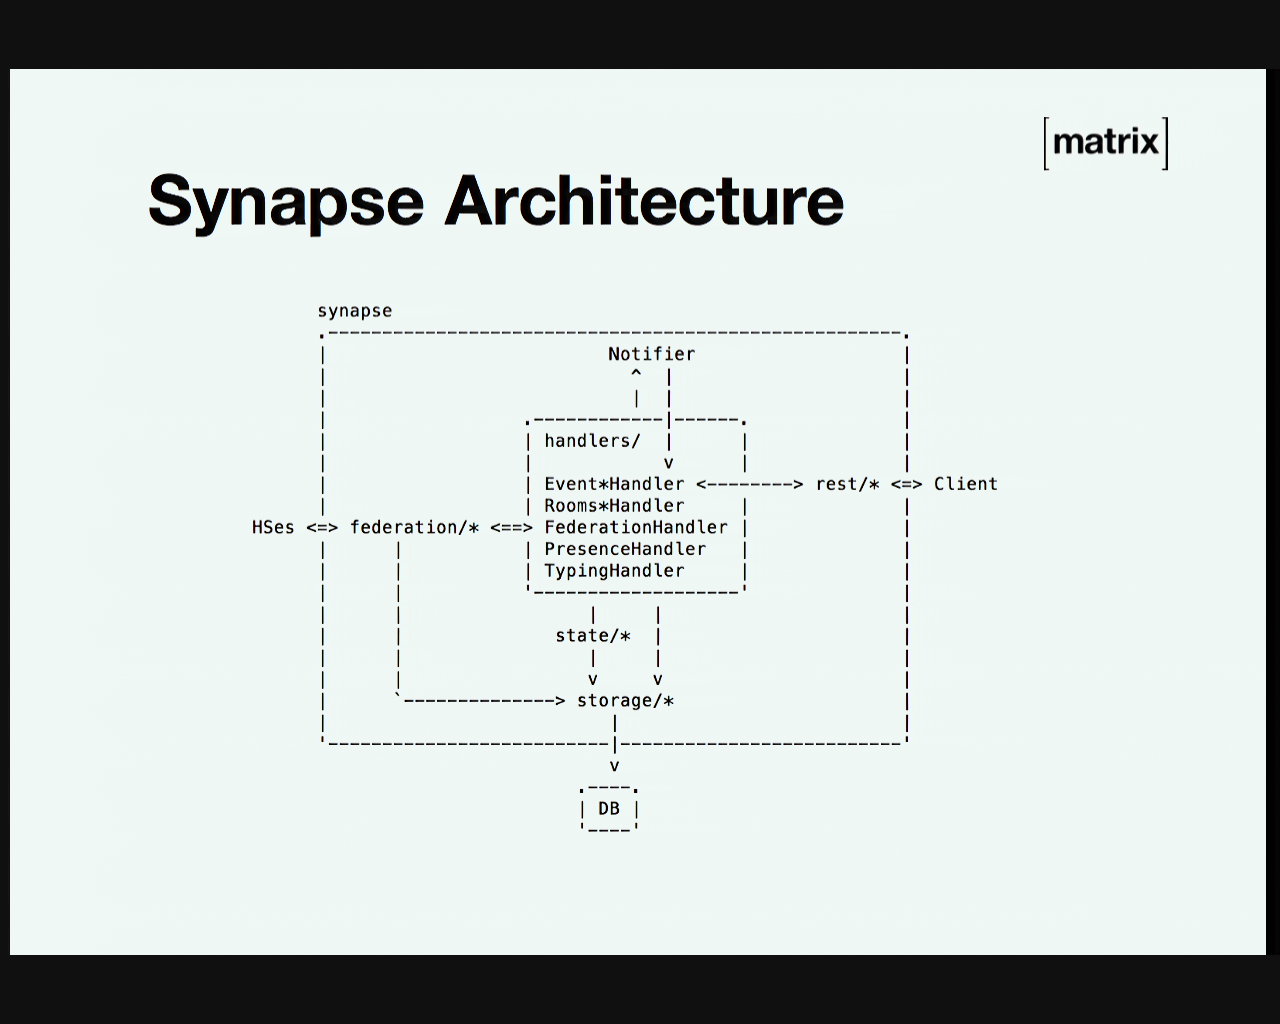 [matrix]
Synapse Architecture
synapse
Notifier
handlers/
Event*Handler <--------> rest/* <=> Client
Rooms*Handler
HSes <=> federation/* <==> FederationHandler
PresenceHandler
TypingHandler
state/*
storage/*
DB